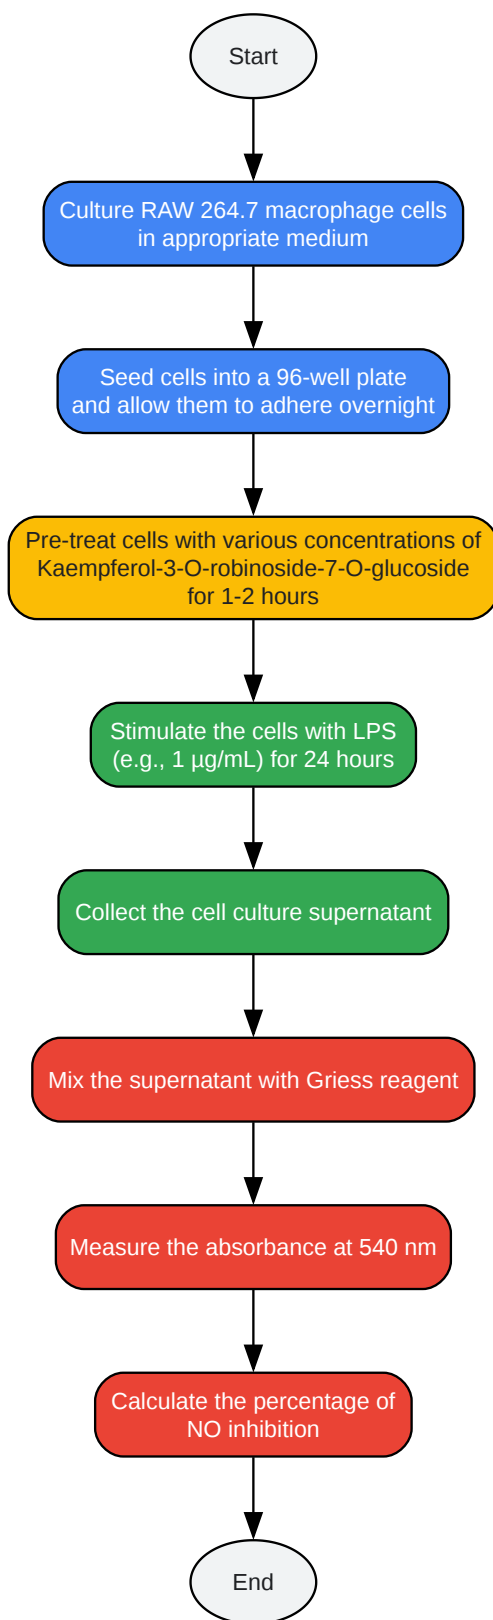 Start
Culture RAW 264.7 macrophage cells
in appropriate medium
Seed cells into a 96-well plate
and allow them to adhere overnight
Pre-treat cells with various concentrations of
Kaempferol-3-O-robinoside-7-O-glucoside
for 1-2 hours
Stimulate the cells with LPS
(e.g., 1 µg/mL) for 24 hours
Collect the cell culture supernatant
Mix the supernatant with Griess reagent
Measure the absorbance at 540 nm
Calculate the percentage of
NO inhibition
End